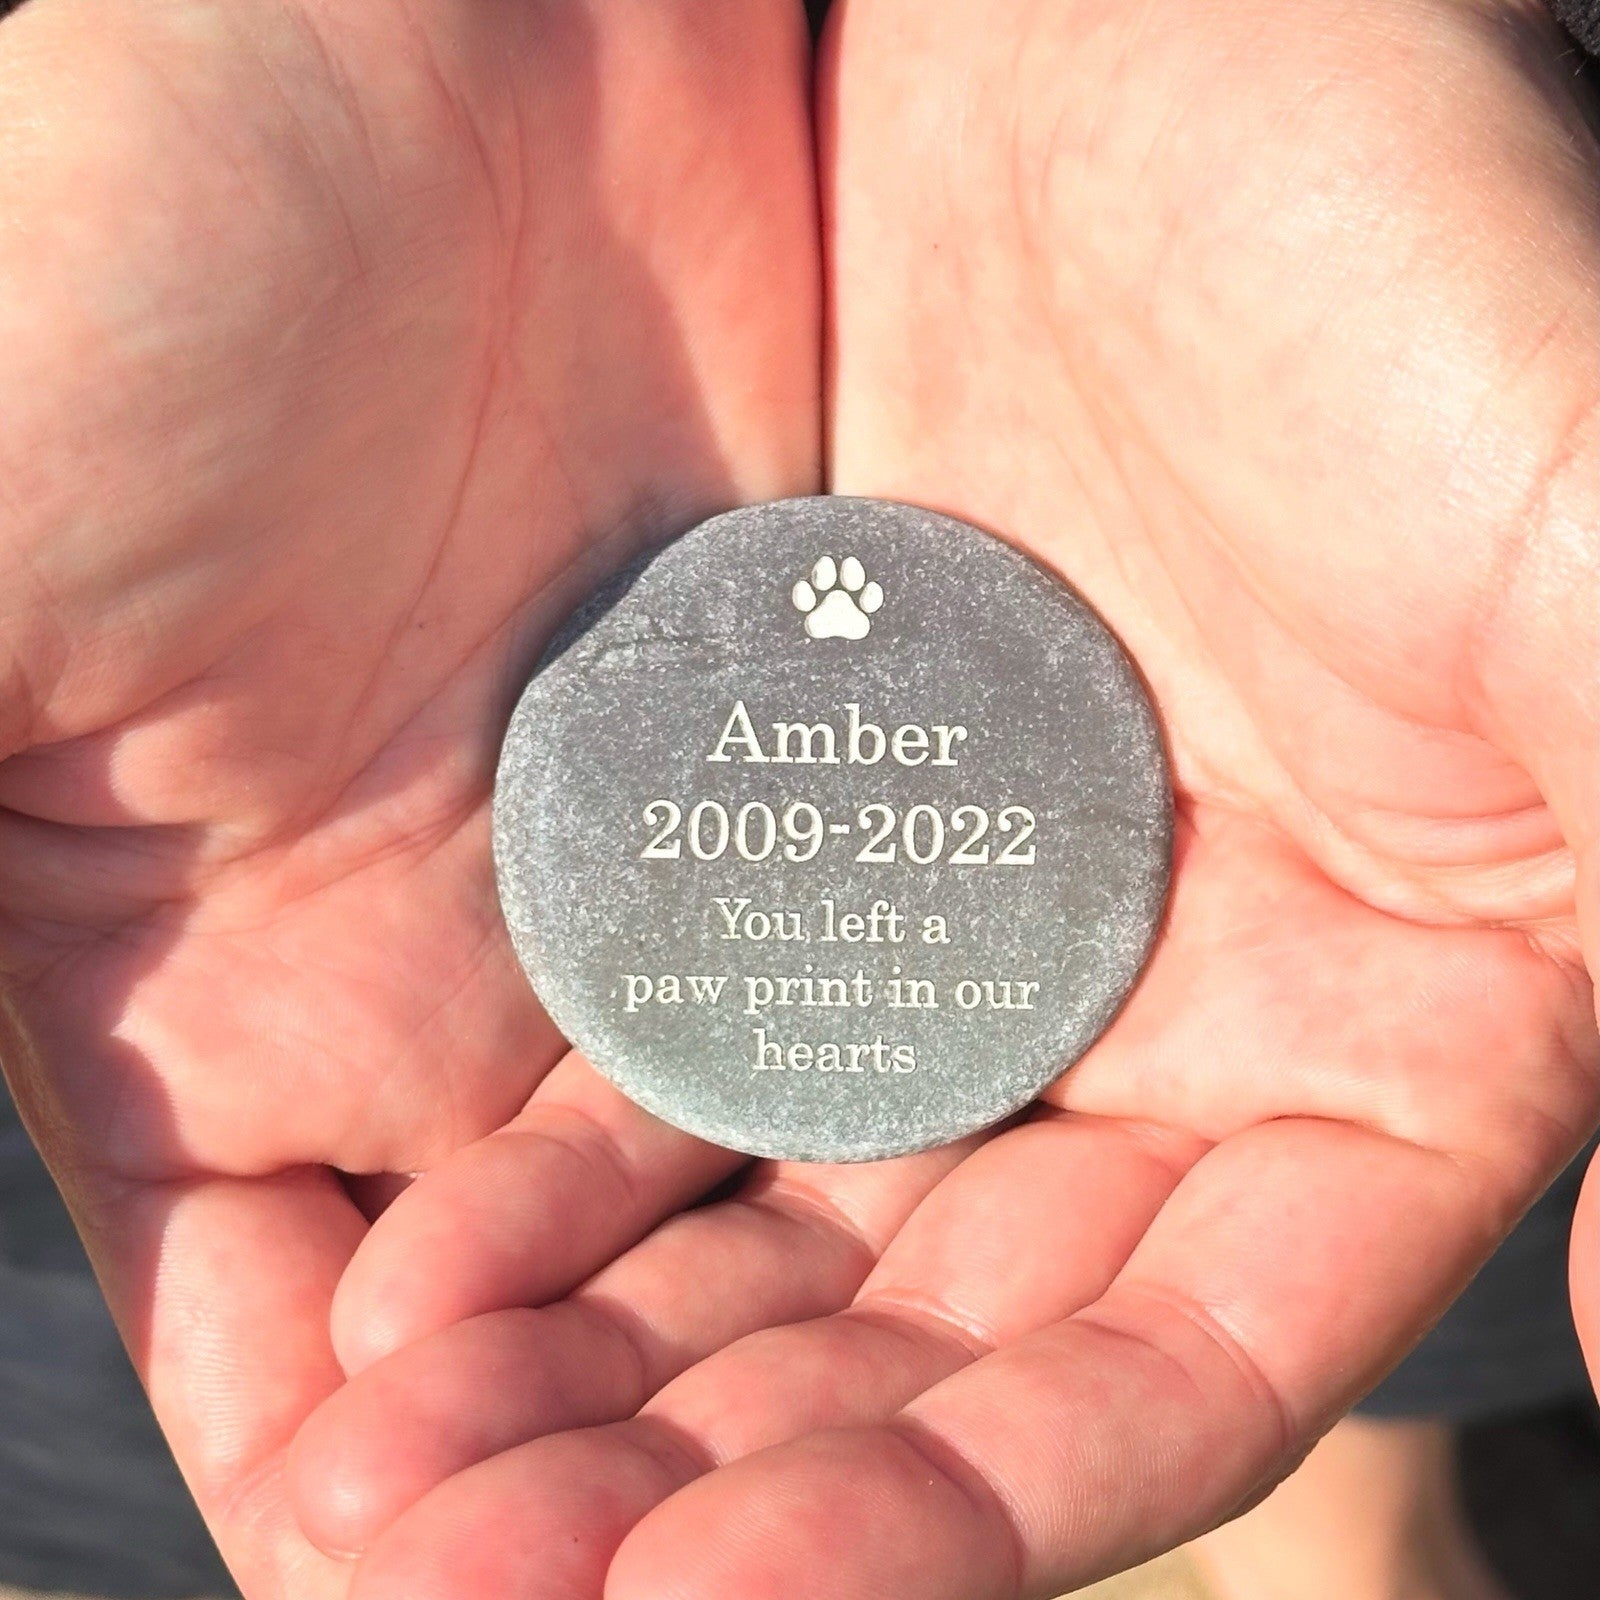 Amber
2009-2022
You left a
paw print in our
hearts